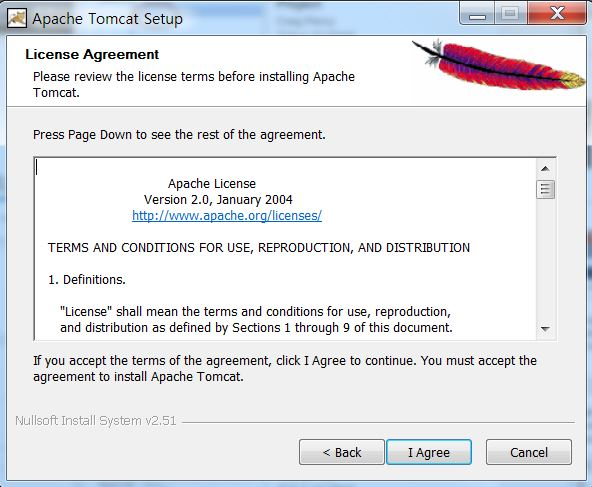 Apache Tomcat Setup
License Agreement
Please review the license terms before installing Apache
Tomcat.
Press Page Down to see the rest of the agreement.
Apache License
Version 2.0, January 2004
http://www.apache.org/licenses/
TERMS AND CONDITIONS FOR USE, REPRODUCTION, AND DISTRIBUTION
1. Definitions.
"License" shall mean the terms and conditions for use, reproduction,
and distribution as defined by Sections 1 through 9 of this document.
If you accept the terms of the agreement, click I Agree to continue. You must accept the
agreement to install Apache Tomcat.
Nullsoft Install System v2.51
< Back
I Agree
Cancel